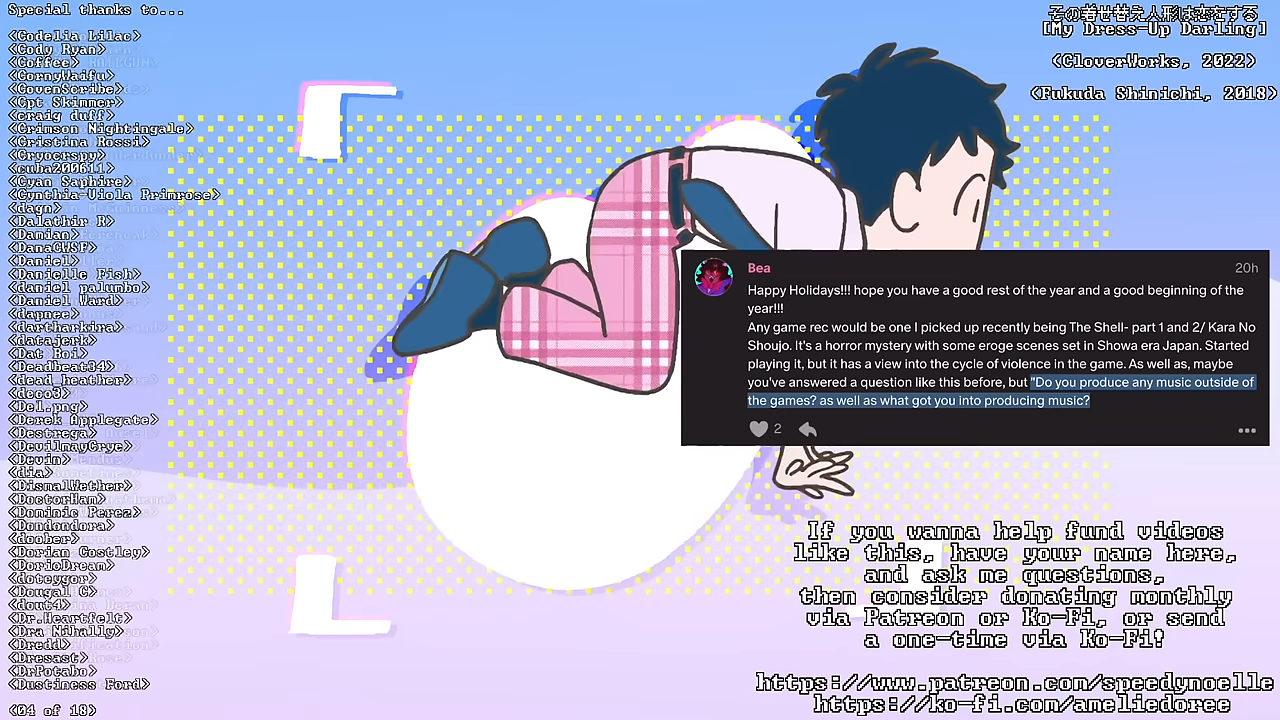 Special thanks to...
<Codelia Lilac>
<Cody Ryan>
<Coffee>
<CornyWaifu>
<CovenScribe>
<Cpt Skimmer>
<craig duff>
<Crimson Nightingale>
<Cristina Rossi>
<Cryocrspy>
<cuba200611>
<Cyan Saphire>
<Cynthia-Viola Primrose>
<dagn>
<Dalathir R>
<Damian>
<DanaCWSF>
<Daniel>
<Danielle Fish>
<daniel palumbo>
<Daniel Ward>
<dapnee>
<dartharkina>
<datajerk>
<Dat Boi>
<Deadbeat34>
<dead_heather>
<deco3>
<Del.png>
<Derek Applegate>
<Destrega>
<DevilmayCrye>
<Devin>
<dia>
<DismalWether>
<DoctorHan>
<Dominic Perez>
<Dondondora>
<doober>
<Dorian Costley>
<DoricDream>
<doteygor>
<Dougal C>
<dout4>
<Dr.Heartfelt>
<Dra Nihally>
<Dredd>
<Dresast>
<DrPotabo>
<Dustiness Ford>
<04 of 18>
その着せ替え人形は恋をする
[My Dress-Up Darling]
<CloverWorks, 2022>
<Fukuda Shinichi, 2018>
Bea
20h
Happy Holidays!!! hope you have a good rest of the year and a good beginning of the
year!!!
Any game rec would be one I picked up recently being The Shell- part 1 and 2/ Kara No
Shoujo. It's a horror mystery with some eroge scenes set in Showa era Japan. Started
playing it, but it has a view into the cycle of violence in the game. As well as, maybe
you've answered a question like this before, but "Do you produce any music outside of
the games? as well as what got you into producing music?
2
If you wanna help fund videos
like this, have your name here,
and ask me questions,
then consider donating monthly
via Patreon or Ko-Fi, or send
a one-time via Ko-Fi!
https://www.patreon.com/speedynoelle
https://ko-fi.com/ameliedoree